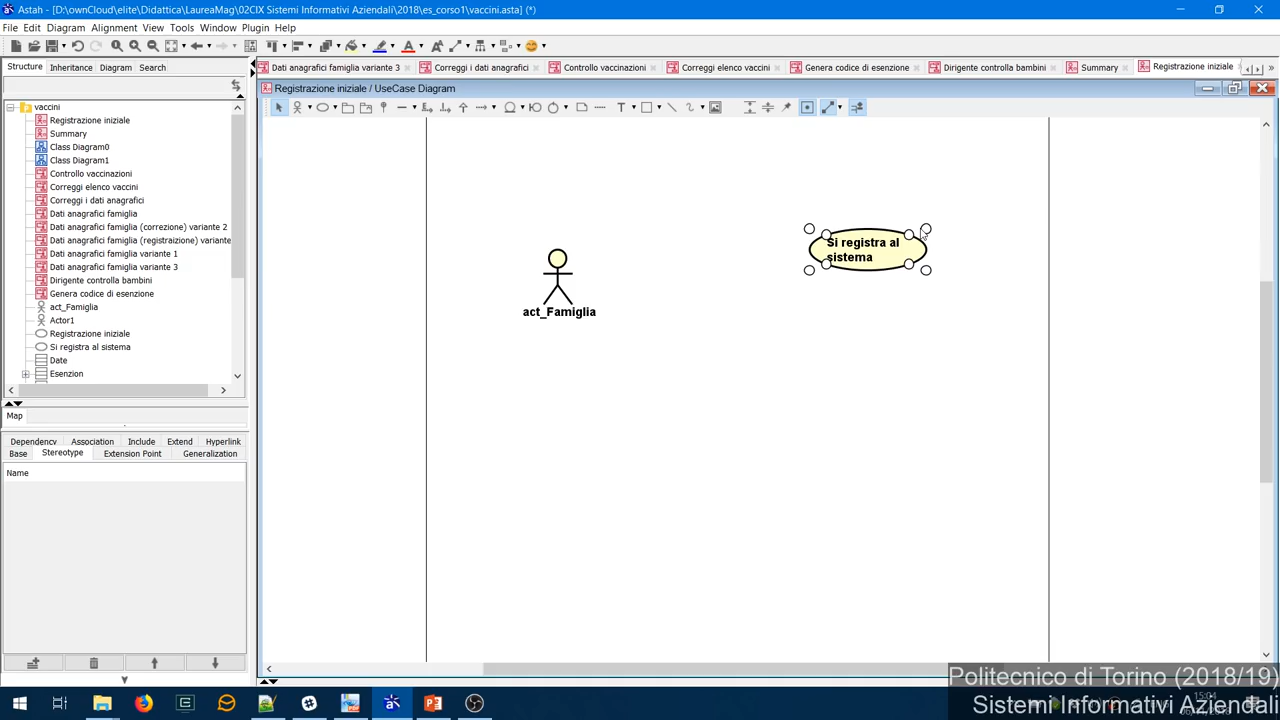 Astah - [D:\ownCloud\elite\Didattica\LaureaMag\02CIX Sistemi Informativi Aziendali\2018\es_corso1\vaccini.asta] (*)
File Edit Diagram Alignment View Tools Window Plugin Help
Structure Inheritance Diagram Search
Dati anagrafici famiglia variante 3 Correggi i dati anagrafici Controllo vaccinazioni Correggi elenco vaccini Genera codice di esenzione Dirigente controllo bambini Summary Registrazione iniziale
Registrazione iniziale / UseCase Diagram
vaccini
Registrazione iniziale
Summary
Class Diagram0
Class Diagram1
Controllo vaccinazioni
Correggi elenco vaccini
Correggi i dati anagrafici
Dati anagrafici famiglia
Dati anagrafici famiglia (correzione) variante 2
Dati anagrafici famiglia (registraizione) variante
Dati anagrafici famiglia variante 1
Dati anagrafici famiglia variante 3
Dirigente controllo bambini
Genera codice di esenzione
act_Famiglia
Actor1
Registrazione iniziale
Si registra al sistema
Date
Esenzion
Map
Dependency Association Include Extend Hyperlink
Base Stereotype Extension Point Generalization
Name
Si registra al
sistema
act_Famiglia
Politecnico di Torino (2018/19)
Sistemi Informativi Aziendali
15:04